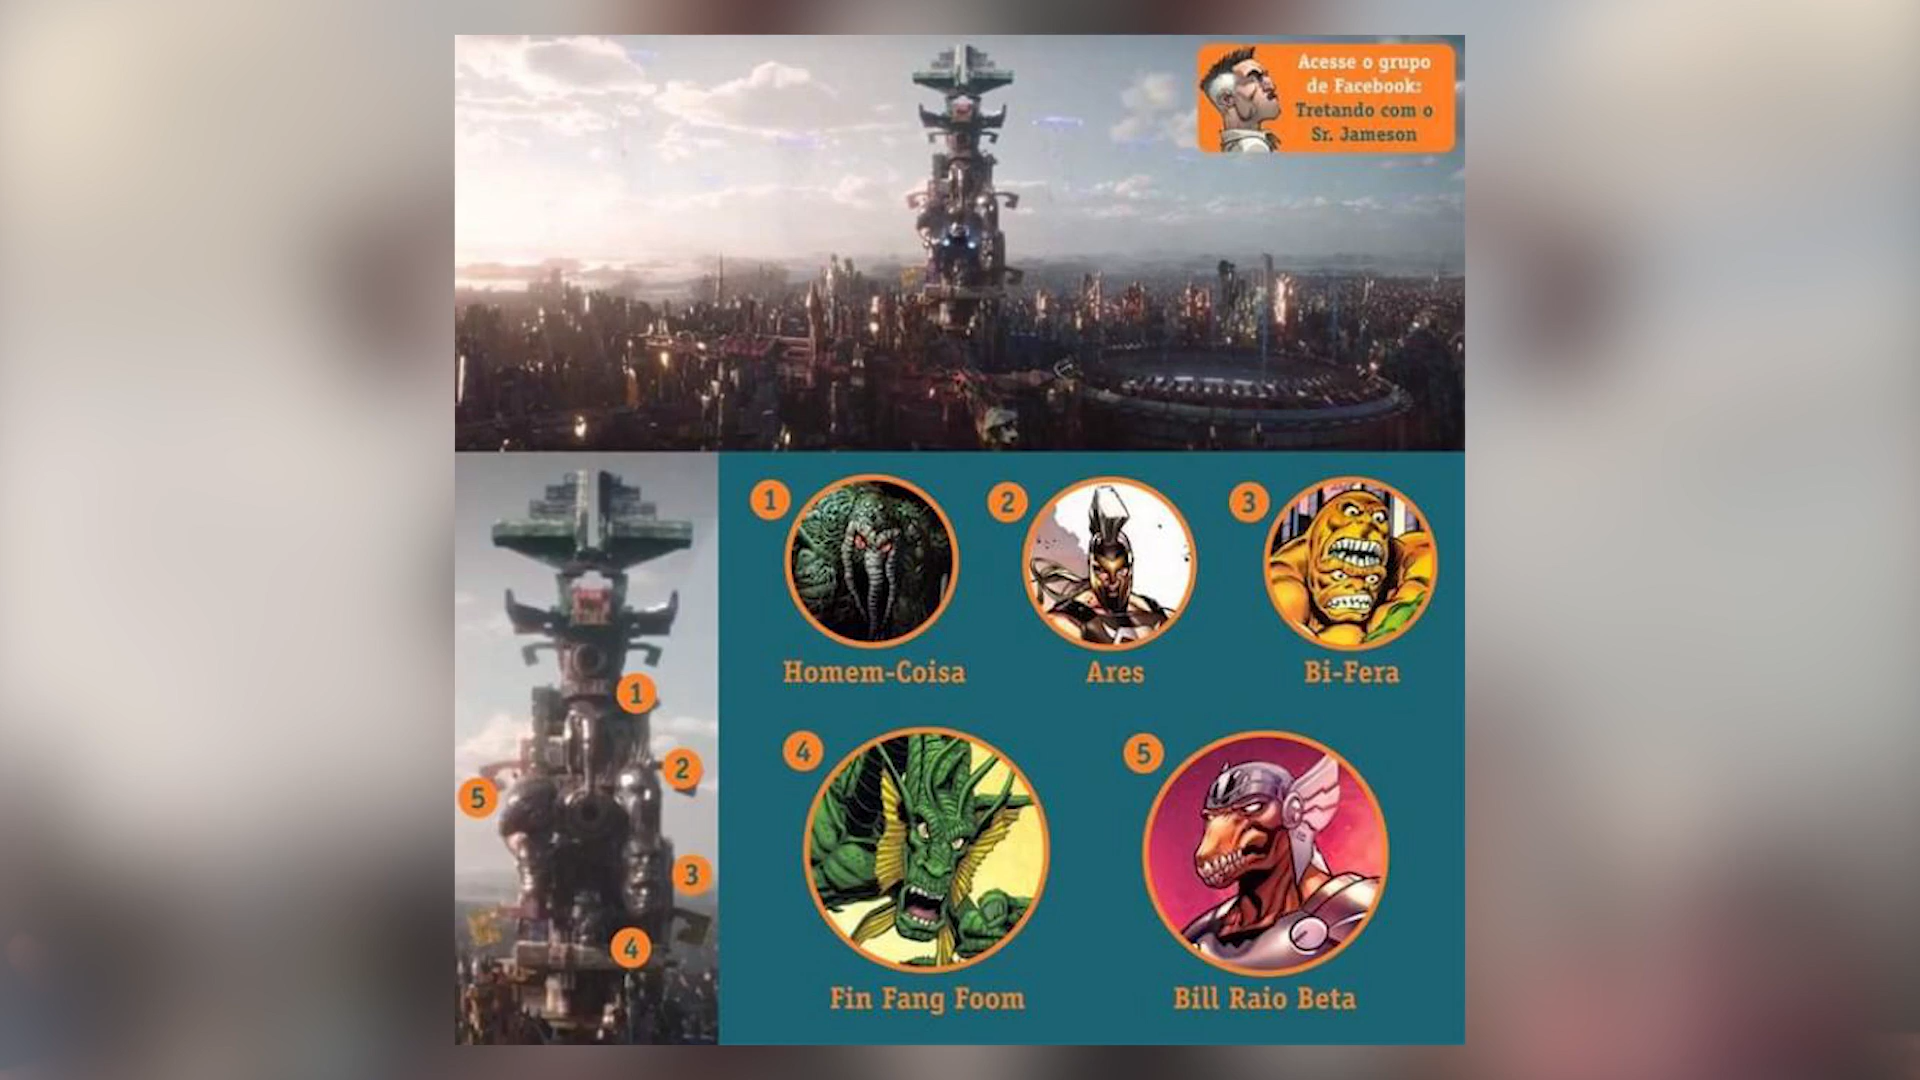 Acesse o grupo
de Facebook:
Tretando com o
Sr. Jameson
1
2
3
Homem-Coisa
Ares
Bi-Fera
4
5
Fin Fang Foom
Bill Raio Beta
1
2
5
3
4